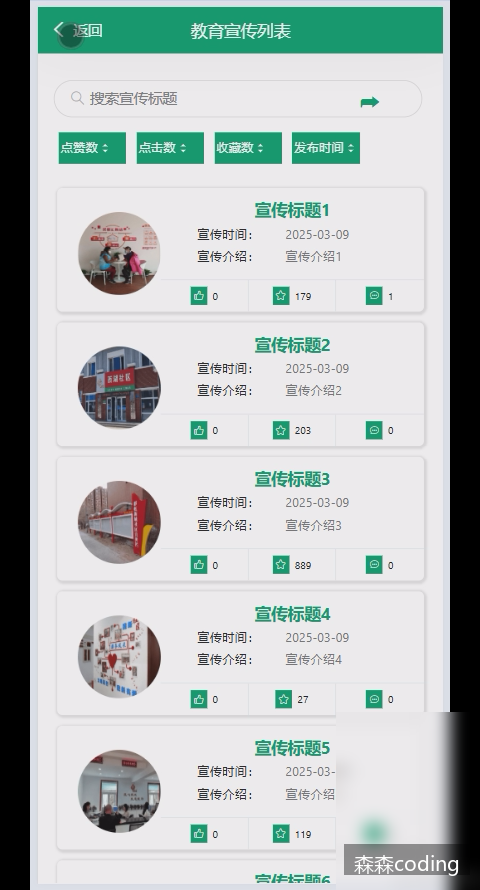 返回
教育宣传列表
搜索宣传标题
点赞数 点击数 收藏数 发布时间
宣传标题1
宣传时间： 2025-03-09
宣传介绍： 宣传介绍1
0 179 1
宣传标题2
宣传时间： 2025-03-09
宣传介绍： 宣传介绍2
0 203 0
宣传标题3
宣传时间： 2025-03-09
宣传介绍： 宣传介绍3
0 889 0
宣传标题4
宣传时间： 2025-03-09
宣传介绍： 宣传介绍4
0 27 0
宣传标题5
宣传时间： 2025-03-
宣传介绍： 宣传介绍
0 119
宣传标题6
森森coding